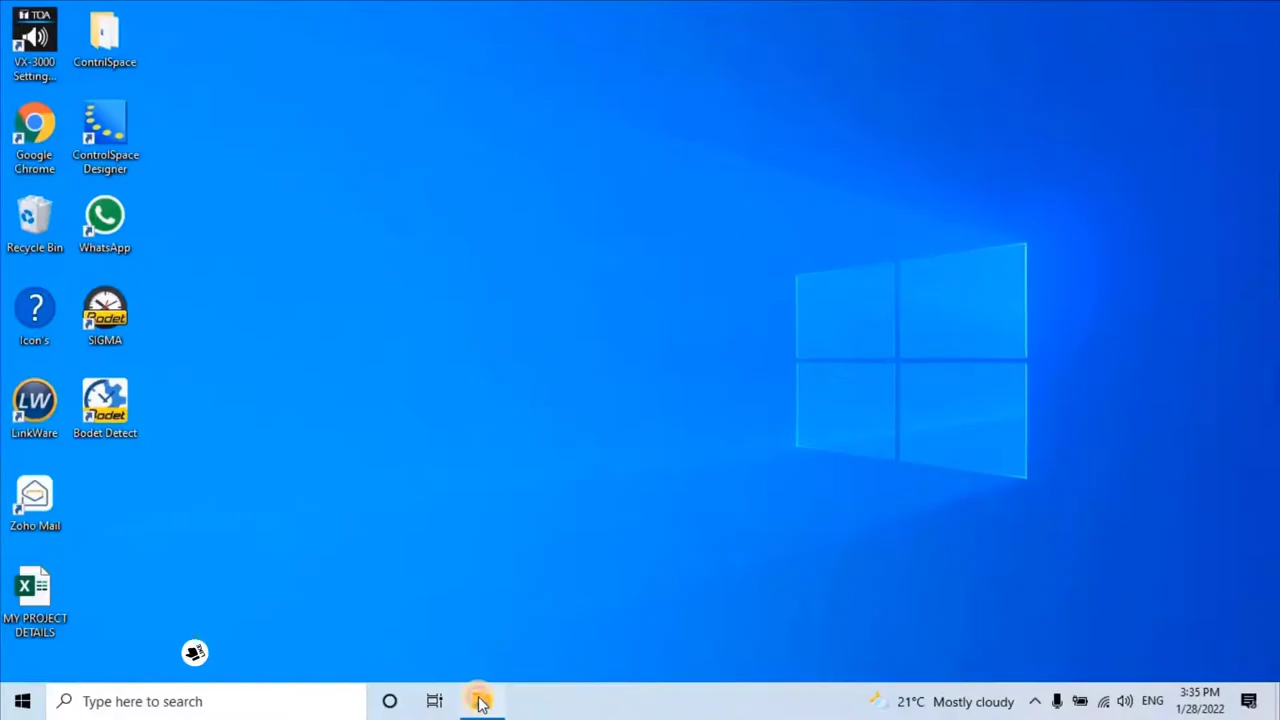 TOA
VX-3000
Setting...
ContrilSpace
Google
Chrome
ControlSpace
Designer
Recycle Bin
WhatsApp
?
Icon's
Bodet
SIGMA
LW
LinkWare
Bodet
Bodet Detect
Zoho Mail
X
MY PROJECT
DETAILS
Type here to search
21°C Mostly cloudy
ENG
3:35 PM
1/28/2022